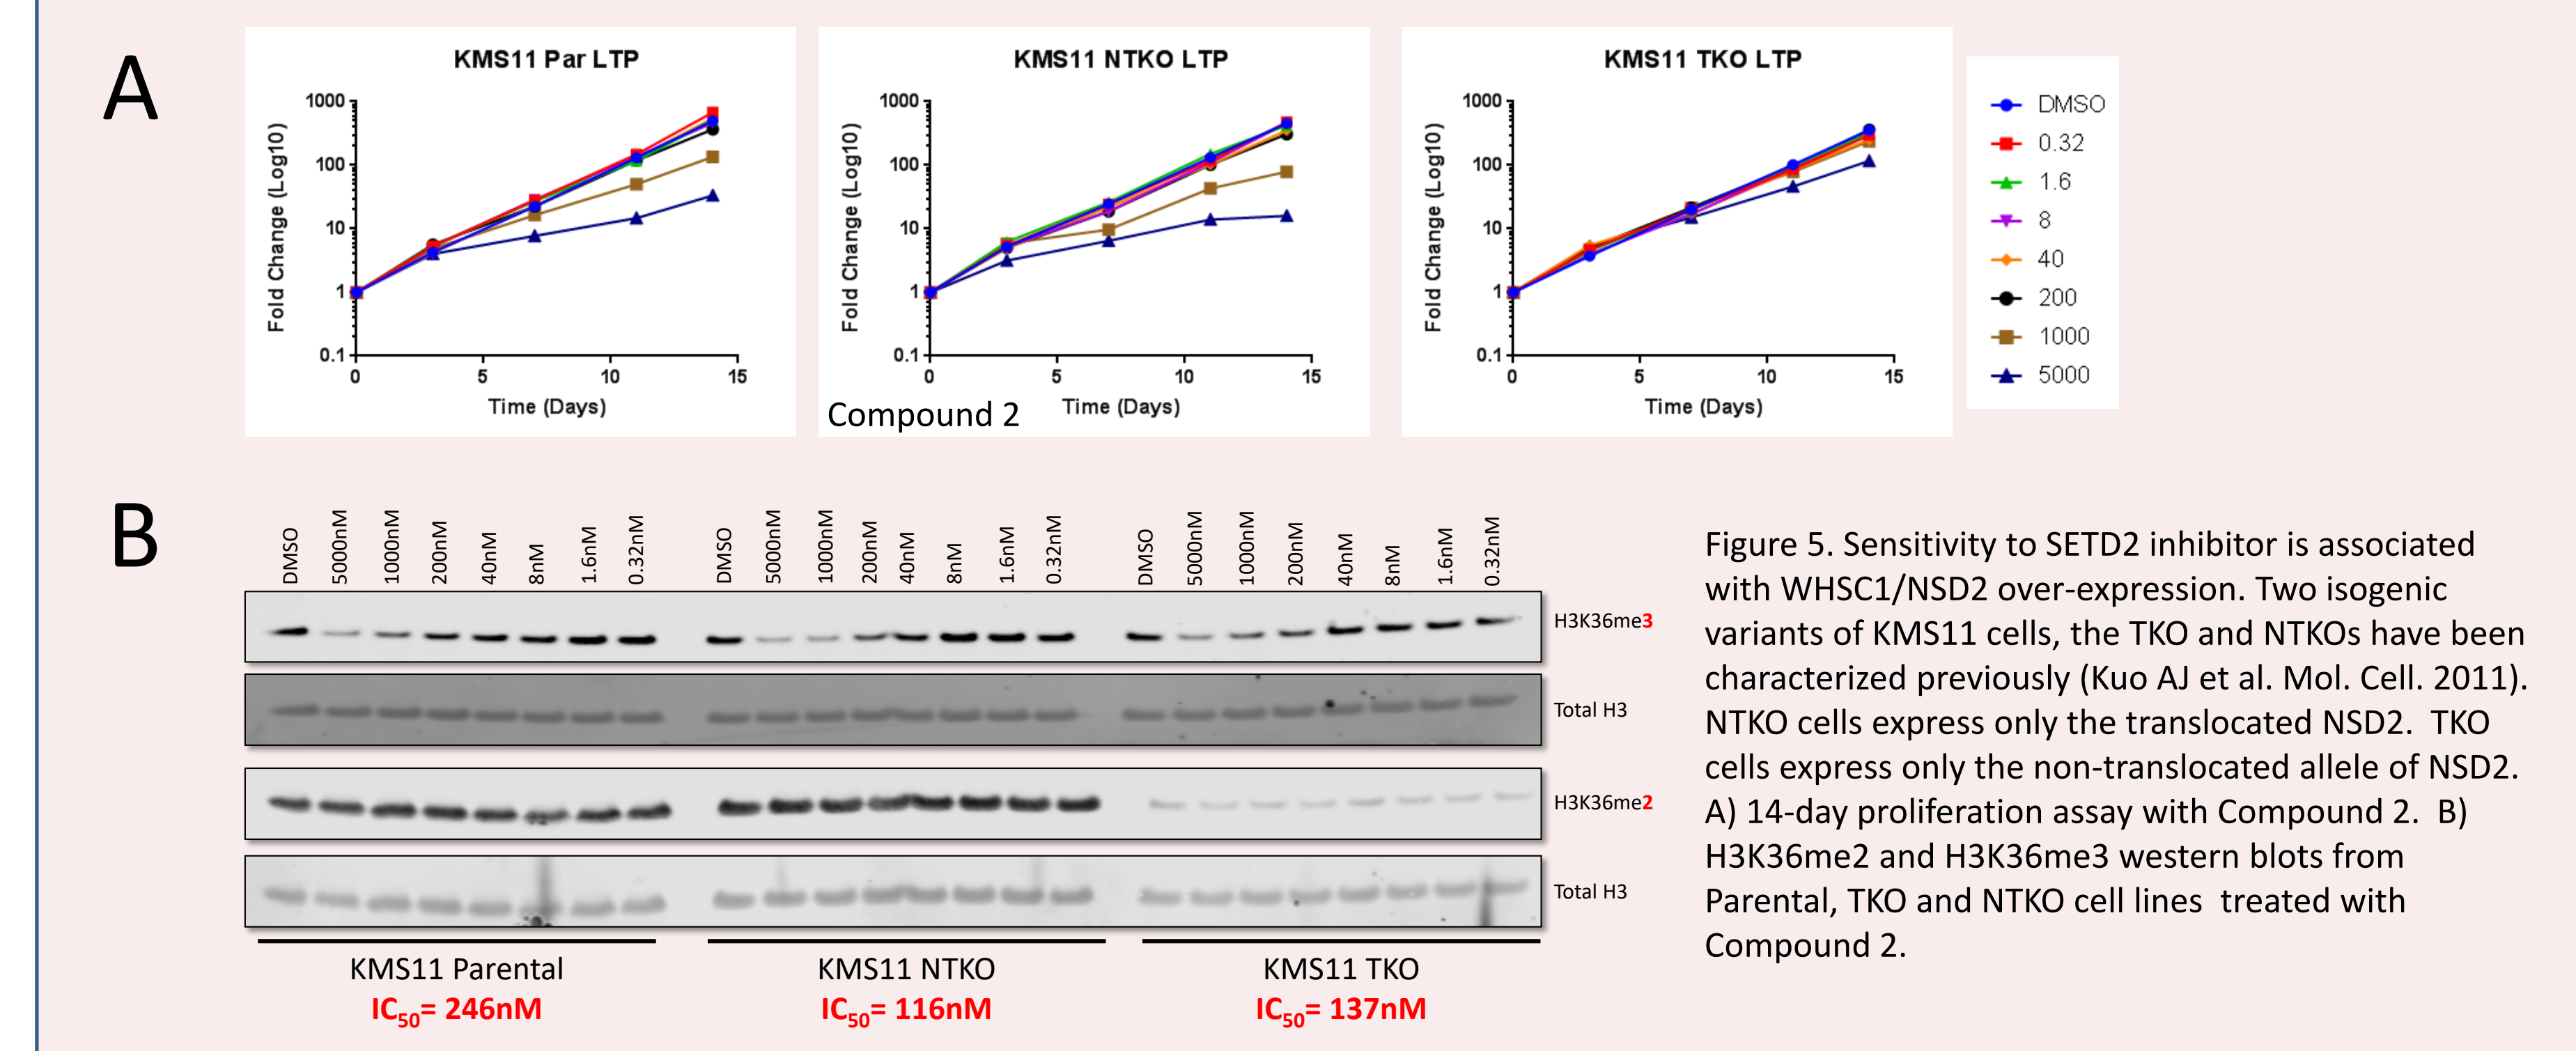 A
KMS11 Par LTP
Fold Change (Log10)
1000
100
10
1
0.1
0
5
10
15
Time (Days)
KMS11 NTKO LTP
Fold Change (Log10)
1000
100
10
1
0.1
0
5
10
15
Time (Days)
Compound 2
KMS11 TKO LTP
Fold Change (Log10)
1000
100
10
1
0.1
0
5
10
15
Time (Days)
DMSO
0.32
1.6
8
40
200
1000
5000
B
DMSO
5000nM
1000nM
200nM
40nM
8nM
1.6nM
0.32nM
DMSO
5000nM
1000nM
200nM
40nM
8nM
1.6nM
0.32nM
DMSO
5000nM
1000nM
200nM
40nM
8nM
1.6nM
0.32nM
H3K36me3
Total H3
H3K36me2
Total H3
KMS11 Parental
IC50= 246nM
KMS11 NTKO
IC50= 116nM
KMS11 TKO
IC50= 137nM
Figure 5. Sensitivity to SETD2 inhibitor is associated
with WHSC1/NSD2 over-expression. Two isogenic
variants of KMS11 cells, the TKO and NTKOs have been
characterized previously (Kuo AJ et al. Mol. Cell. 2011).
NTKO cells express only the translocated NSD2.  TKO
cells express only the non-translocated allele of NSD2.
A) 14-day proliferation assay with Compound 2.  B)
H3K36me2 and H3K36me3 western blots from
Parental, TKO and NTKO cell lines  treated with
Compound 2.